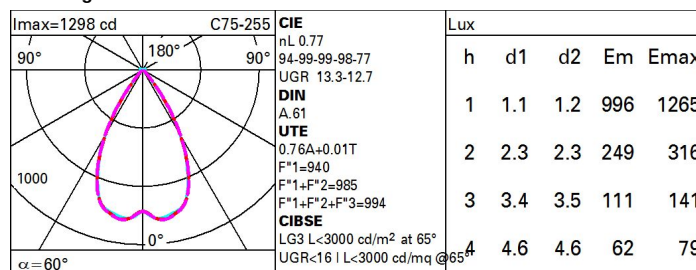 Imax=1298 cd C75-255
90° 180° 90°
1000
0°
α=60°
CIE
nL 0.77
94-99-99-98-77
UGR 13.3-12.7
DIN
A.61
UTE
0.76A+0.01T
F"1=940
F"1+F"2=985
F"1+F"2+F"3=994
CIBSE
LG3 L<3000 cd/m² at 65°
UGR<16 | L<3000 cd/mq @65°
Lux
h d1 d2 Em Emax
1 1.1 1.2 996 1265
2 2.3 2.3 249 316
3 3.4 3.5 111 141
4 4.6 4.6 62 79